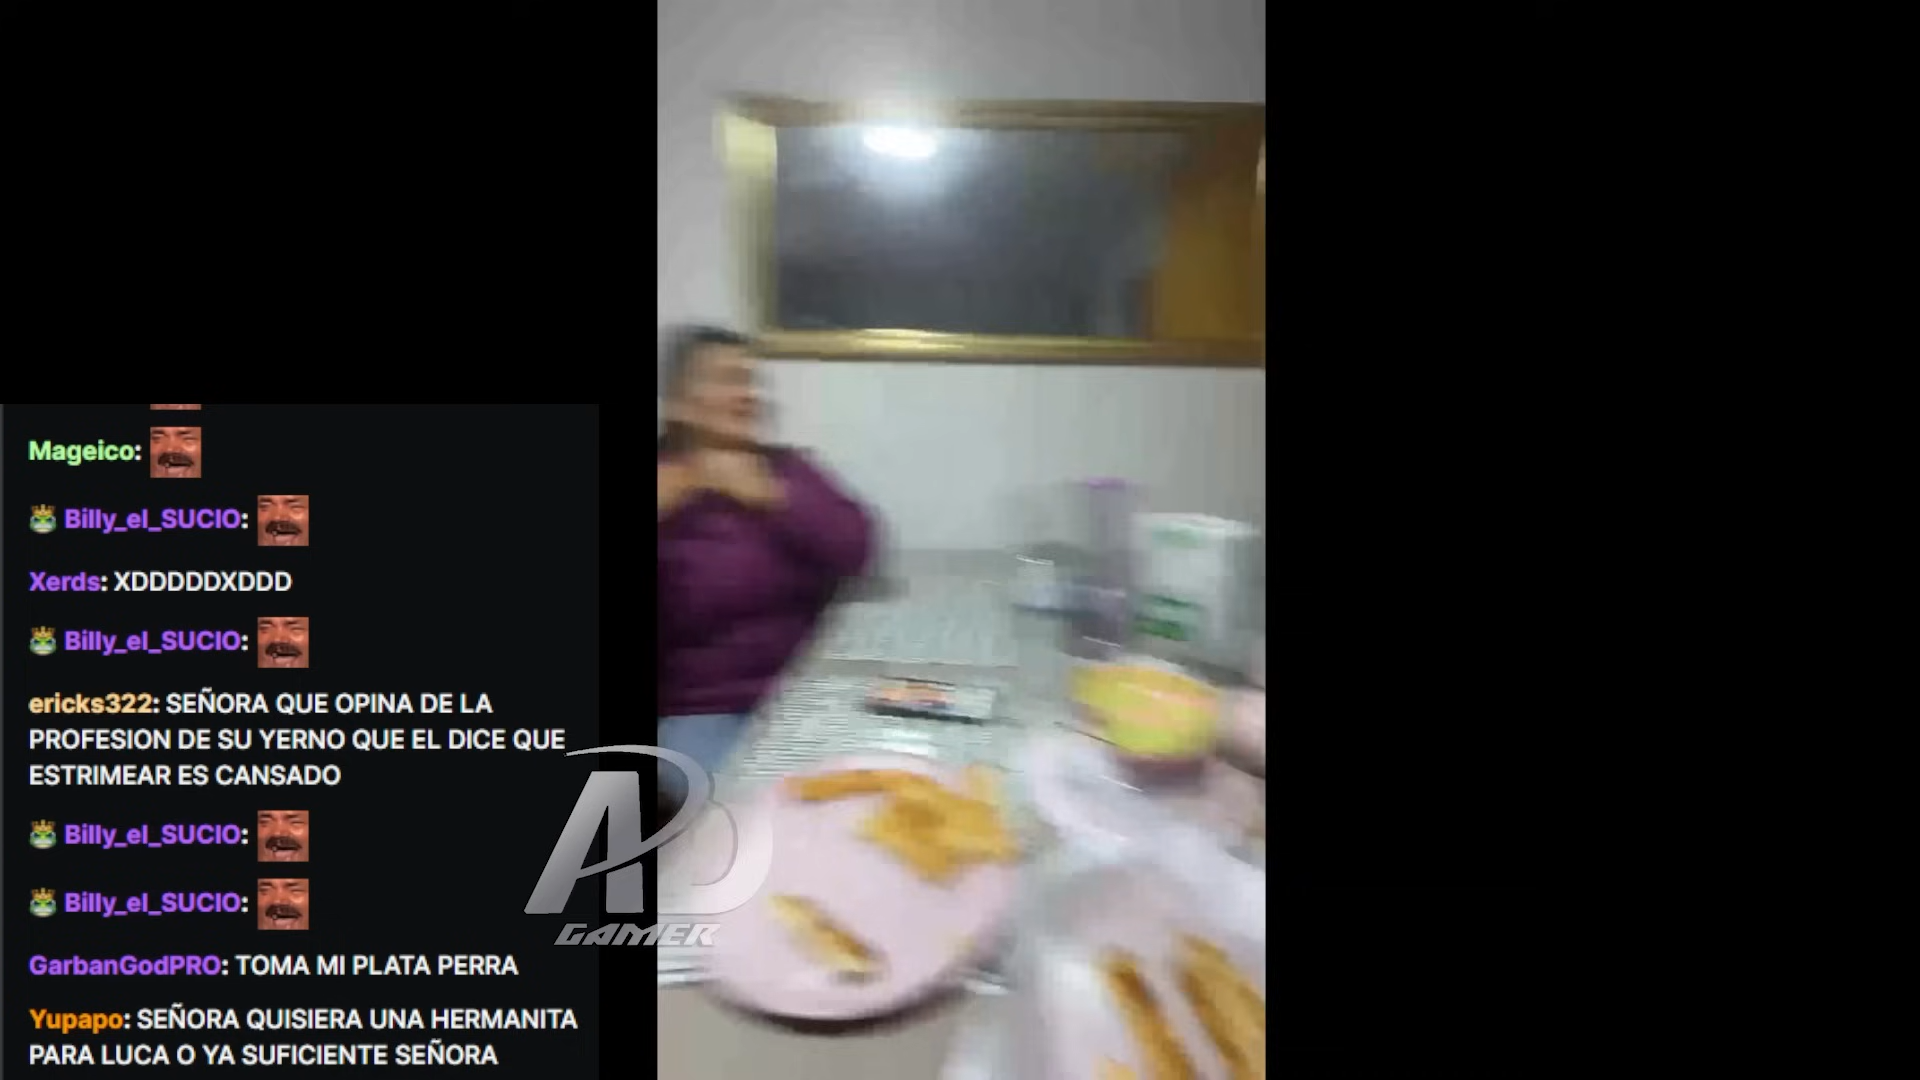 Mageico:
Billy_el_SUCIO:
Xerds: XDDDDDXDDD
Billy_el_SUCIO:
ericks322: SEÑORA QUE OPINA DE LA
PROFESION DE SU YERNO QUE EL DICE QUE
ESTRIMEAR ES CANSADO
Billy_el_SUCIO:
Billy_el_SUCIO:
GarbanGodPRO: TOMA MI PLATA PERRA
Yupapo: SEÑORA QUISIERA UNA HERMANITA
PARA LUCA O YA SUFICIENTE SEÑORA
AD
GAMER